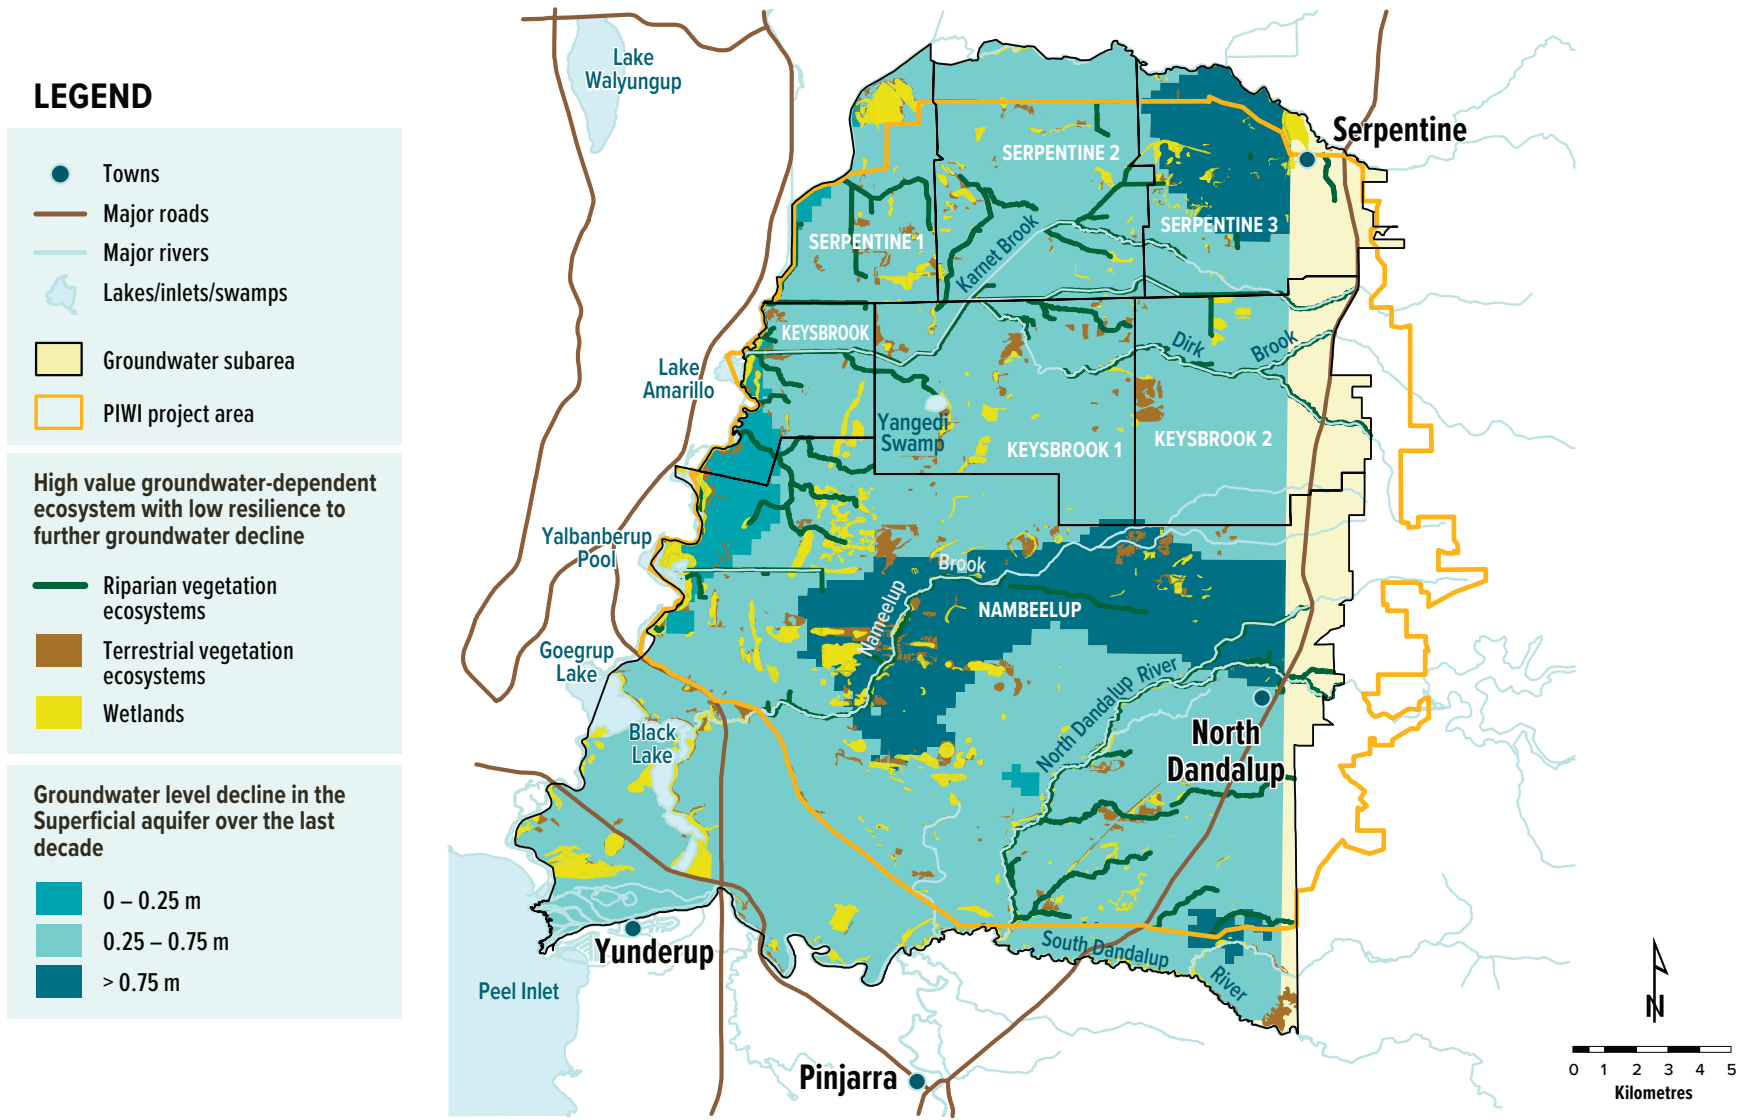 LEGEND
Towns
Major roads
Major rivers
Lakes/inlets/swamps
Groundwater subarea
PIWI project area
High value groundwater-dependent
ecosystem with low resilience to
further groundwater decline
Riparian vegetation
ecosystems
Terrestrial vegetation
ecosystems
Wetlands
Groundwater level decline in the
Superficial aquifer over the last
decade
0 – 0.25 m
0.25 – 0.75 m
> 0.75 m
Lake
Walyungup
Serpentine
SERPENTINE 2
SERPENTINE 3
SERPENTINE 1
Karnet Brook
KEYSBROOK
Dirk
Brook
Lake
Amarillo
Yangedi
Swamp
KEYSBROOK 1
KEYSBROOK 2
Yalbanberup
Pool
Brook
Nameelup
NAMBEELUP
Goegrup
Lake
North Dandalup River
Black
Lake
North
Dandalup
Yunderup
South Dandalup
River
Peel Inlet
Pinjarra
N
0 1 2 3 4 5
Kilometres